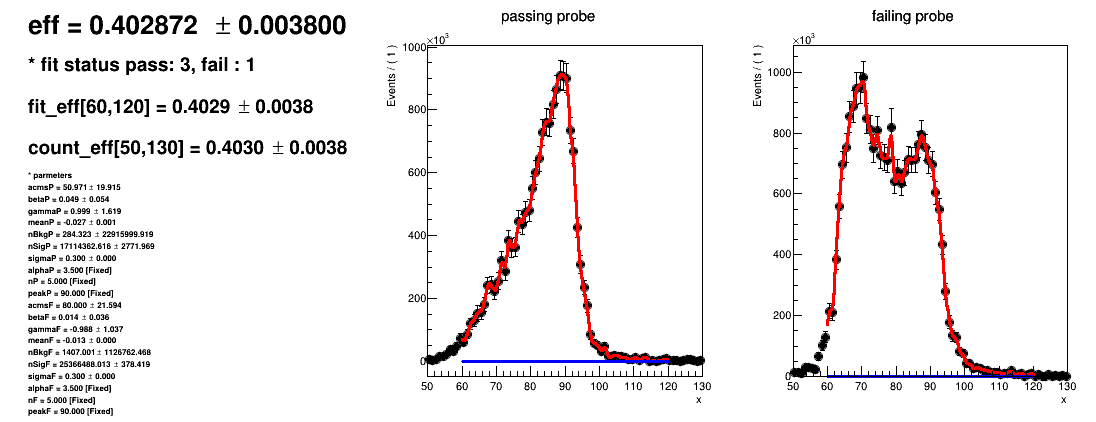 eff = 0.402872 ± 0.003800
* fit status pass: 3, fail : 1
fit_eff[60,120] = 0.4029 ± 0.0038
count_eff[50,130] = 0.4030 ± 0.0038
* parmeters
acmsP = 50.971 ± 19.915
betaP = 0.049 ± 0.054
gammaP = 0.999 ± 1.619
meanP = -0.027 ± 0.001
nBkgP = 284.323 ± 22915999.919
nSigP = 17114362.616 ± 2771.969
sigmaP = 0.300 ± 0.000
alphaP = 3.500 [Fixed]
nP = 5.000 [Fixed]
peakP = 90.000 [Fixed]
acmsF = 80.000 ± 21.594
betaF = 0.014 ± 0.036
gammaF = -0.988 ± 1.037
meanF = -0.013 ± 0.000
nBkgF = 1407.001 ± 1126762.468
nSigF = 25366488.013 ± 378.419
sigmaF = 0.300 ± 0.000
alphaF = 3.500 [Fixed]
nF = 5.000 [Fixed]
peakF = 90.000 [Fixed]
passing probe
×10³
Events / ( 1 )
1000
800
600
400
200
0
50 60 70 80 90 100 110 120 130
x
failing probe
×10³
Events / ( 1 )
1000
800
600
400
200
0
50 60 70 80 90 100 110 120 130
x